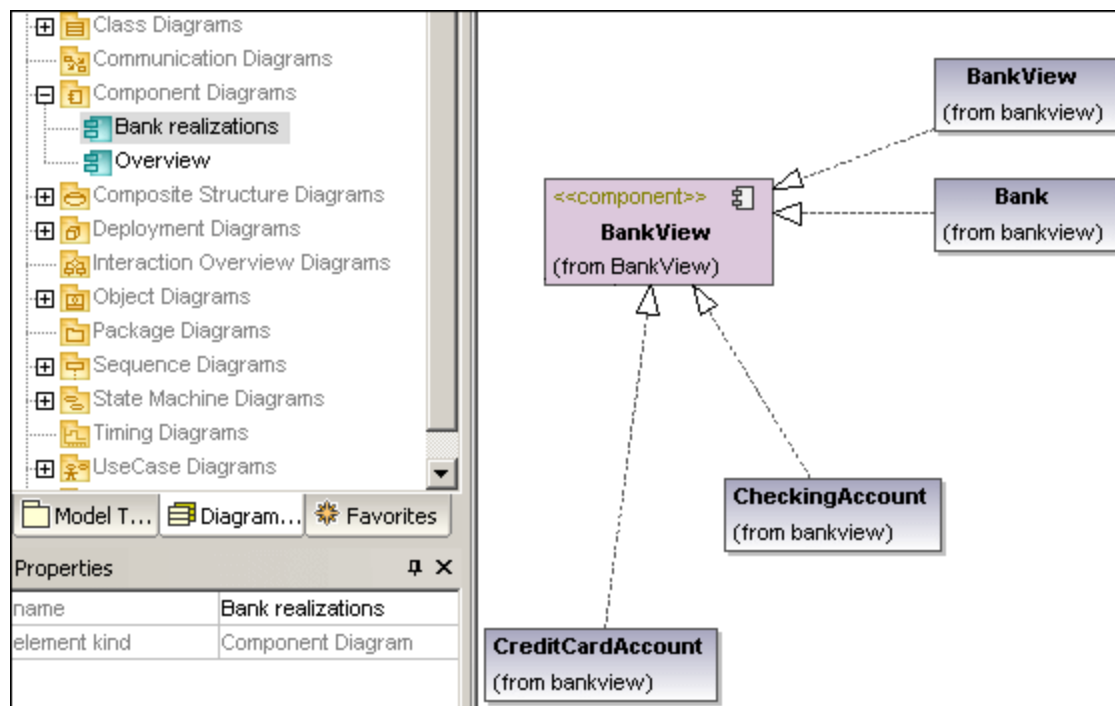 Class Diagrams
Communication Diagrams
Component Diagrams
Bank realizations
Overview
Composite Structure Diagrams
Deployment Diagrams
Interaction Overview Diagrams
Object Diagrams
Package Diagrams
Sequence Diagrams
State Machine Diagrams
Timing Diagrams
UseCase Diagrams
Model T...
Diagram...
Favorites
Properties
name Bank realizations
element kind Component Diagram
BankView
(from bankview)
<<component>>
BankView
(from BankView)
Bank
(from bankview)
CheckingAccount
(from bankview)
CreditCardAccount
(from bankview)